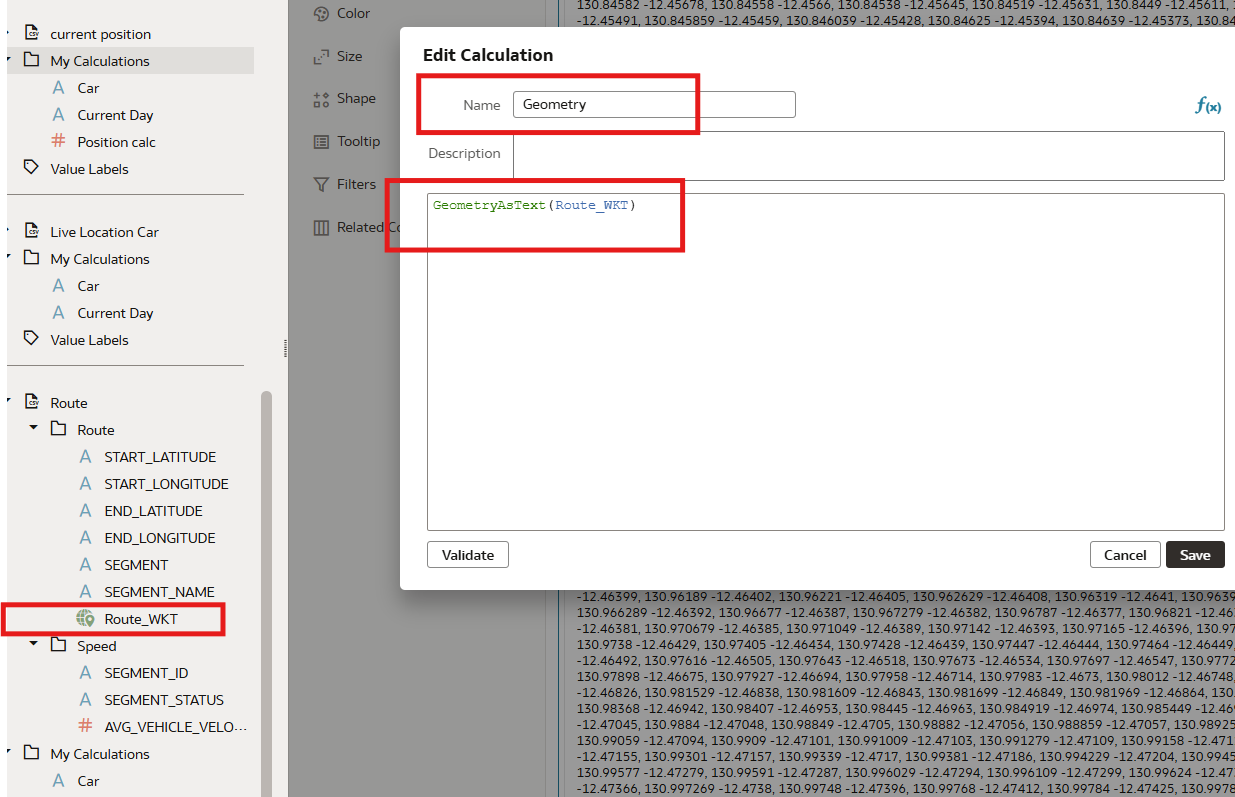 current position
My Calculations
Car
Current Day
Position calc
Value Labels
Live Location Car
My Calculations
Car
Current Day
Value Labels
Route
Route
START_LATITUDE
START_LONGITUDE
END_LATITUDE
END_LONGITUDE
SEGMENT
SEGMENT_NAME
Route_WKT
Speed
SEGMENT_ID
SEGMENT_STATUS
AVG_VEHICLE_VELO...
My Calculations
Car
Color
Size
Shape
Tooltip
Filters
Related Co
130.84582 -12.45678, 130.84558 -12.4566, 130.84538 -12.45645, 130.84519 -12.45631, 130.8449 -12.45611,
-12.45491, 130.845859 -12.45459, 130.846039 -12.45428, 130.84625 -12.45394, 130.84639 -12.45373, 130.84
Edit Calculation
Name Geometry
f(x)
Description
GeometryAsText(Route_WKT)
Validate
Cancel
Save
-12.46399, 130.96189 -12.46402, 130.96221 -12.46405, 130.962629 -12.46408, 130.96319 -12.4641, 130.9639
130.966289 -12.46392, 130.96677 -12.46387, 130.967279 -12.46382, 130.96787 -12.46377, 130.96821 -12.46
-12.46381, 130.970679 -12.46385, 130.971049 -12.46389, 130.97142 -12.46393, 130.97165 -12.46396, 130.97
130.9738 -12.46429, 130.97405 -12.46434, 130.97428 -12.46439, 130.97447 -12.46444, 130.97464 -12.46449,
-12.46492, 130.97616 -12.46505, 130.97643 -12.46518, 130.97673 -12.46534, 130.97697 -12.46547, 130.9772
130.97898 -12.46675, 130.97927 -12.46694, 130.97958 -12.46714, 130.97983 -12.4673, 130.98012 -12.46748,
-12.46826, 130.981529 -12.46838, 130.981609 -12.46843, 130.981699 -12.46849, 130.981969 -12.46864, 130.
130.98368 -12.46942, 130.98407 -12.46953, 130.98445 -12.46963, 130.984919 -12.46974, 130.985449 -12.469
-12.47045, 130.9884 -12.47048, 130.98849 -12.4705, 130.98882 -12.47056, 130.988859 -12.47057, 130.98925
130.99059 -12.47094, 130.9909 -12.47101, 130.991009 -12.47103, 130.991279 -12.47109, 130.99158 -12.4711
-12.47155, 130.99301 -12.47157, 130.99339 -12.4717, 130.99381 -12.47186, 130.994229 -12.47204, 130.9945
130.99577 -12.47279, 130.99591 -12.47287, 130.996029 -12.47294, 130.996109 -12.47299, 130.99624 -12.473
-12.47366, 130.997269 -12.4738, 130.99748 -12.47396, 130.99768 -12.47412, 130.99784 -12.47425, 130.9978